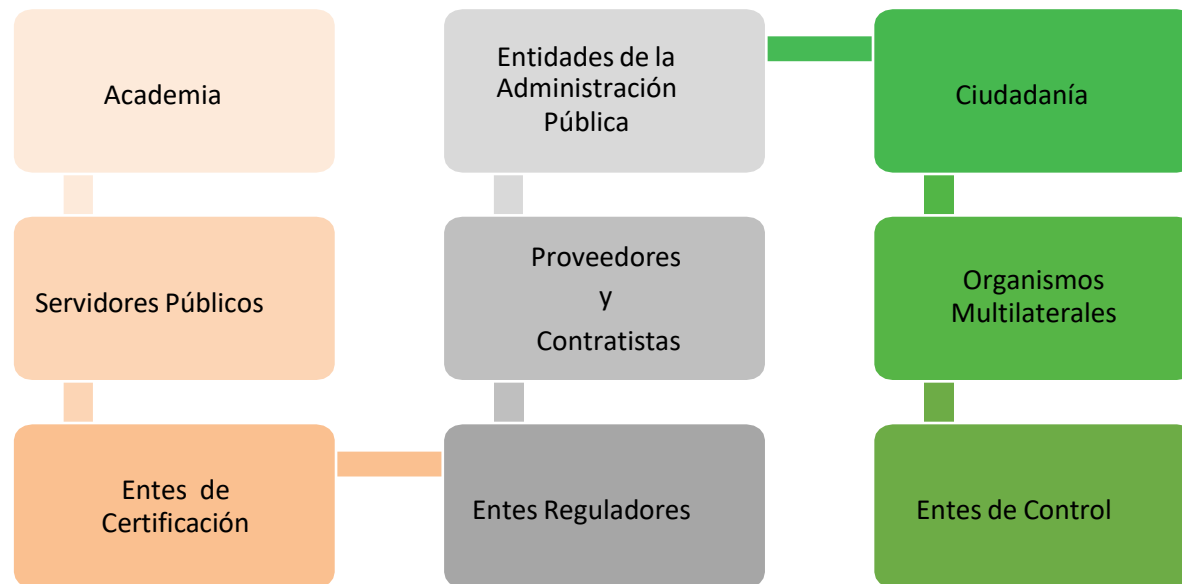 Academia
Servidores Públicos
Entes de
Certificación
Entes Reguladores
Proveedores
y
Contratistas
Entidades de la
Administración
Pública
Ciudadanía
Organismos
Multilaterales
Entes de Control